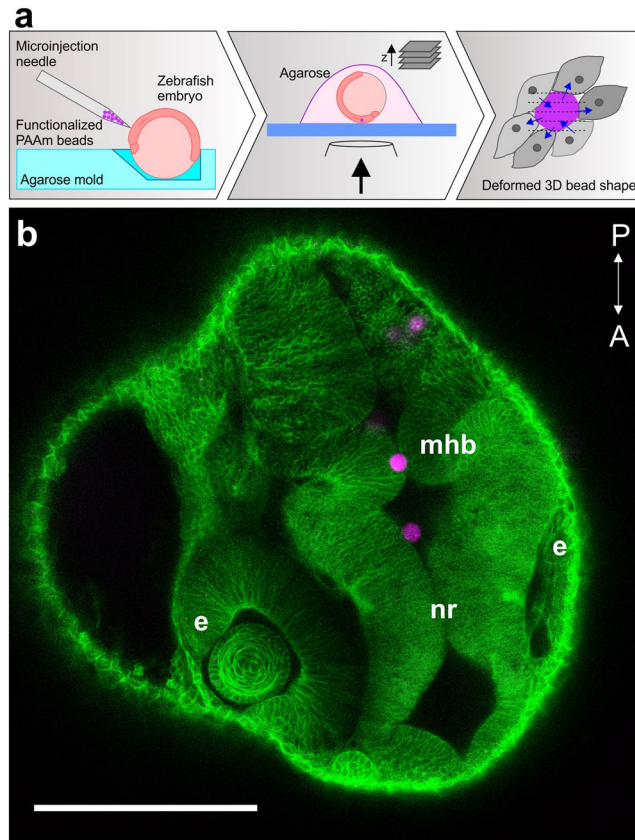 a
Microinjection
needle
Zebrafish
embryo
Functionalized
PAAm beads
Agarose mold
Agarose
z
Deformed 3D bead shape
b
P
A
mhb
e
nr
e